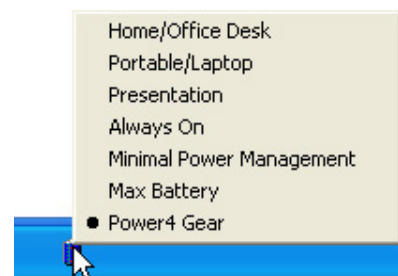 Home/Office Desk
Portable/Laptop
Presentation
Always On
Minimal Power Management
Max Battery
Power4 Gear